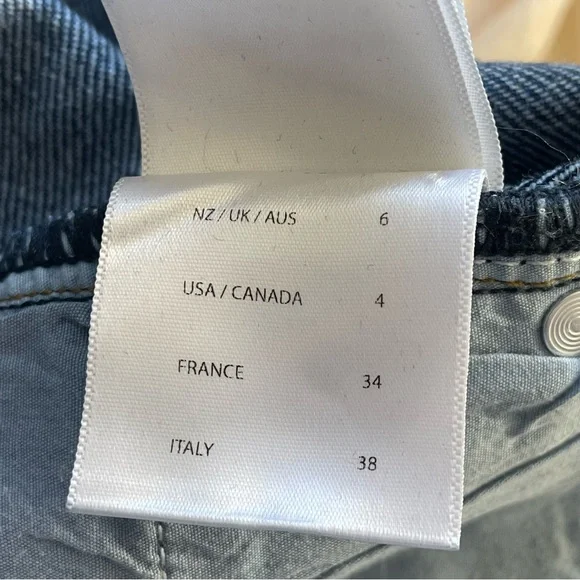 NZ / UK / AUS 6
USA / CANADA 4
FRANCE 34
ITALY 38